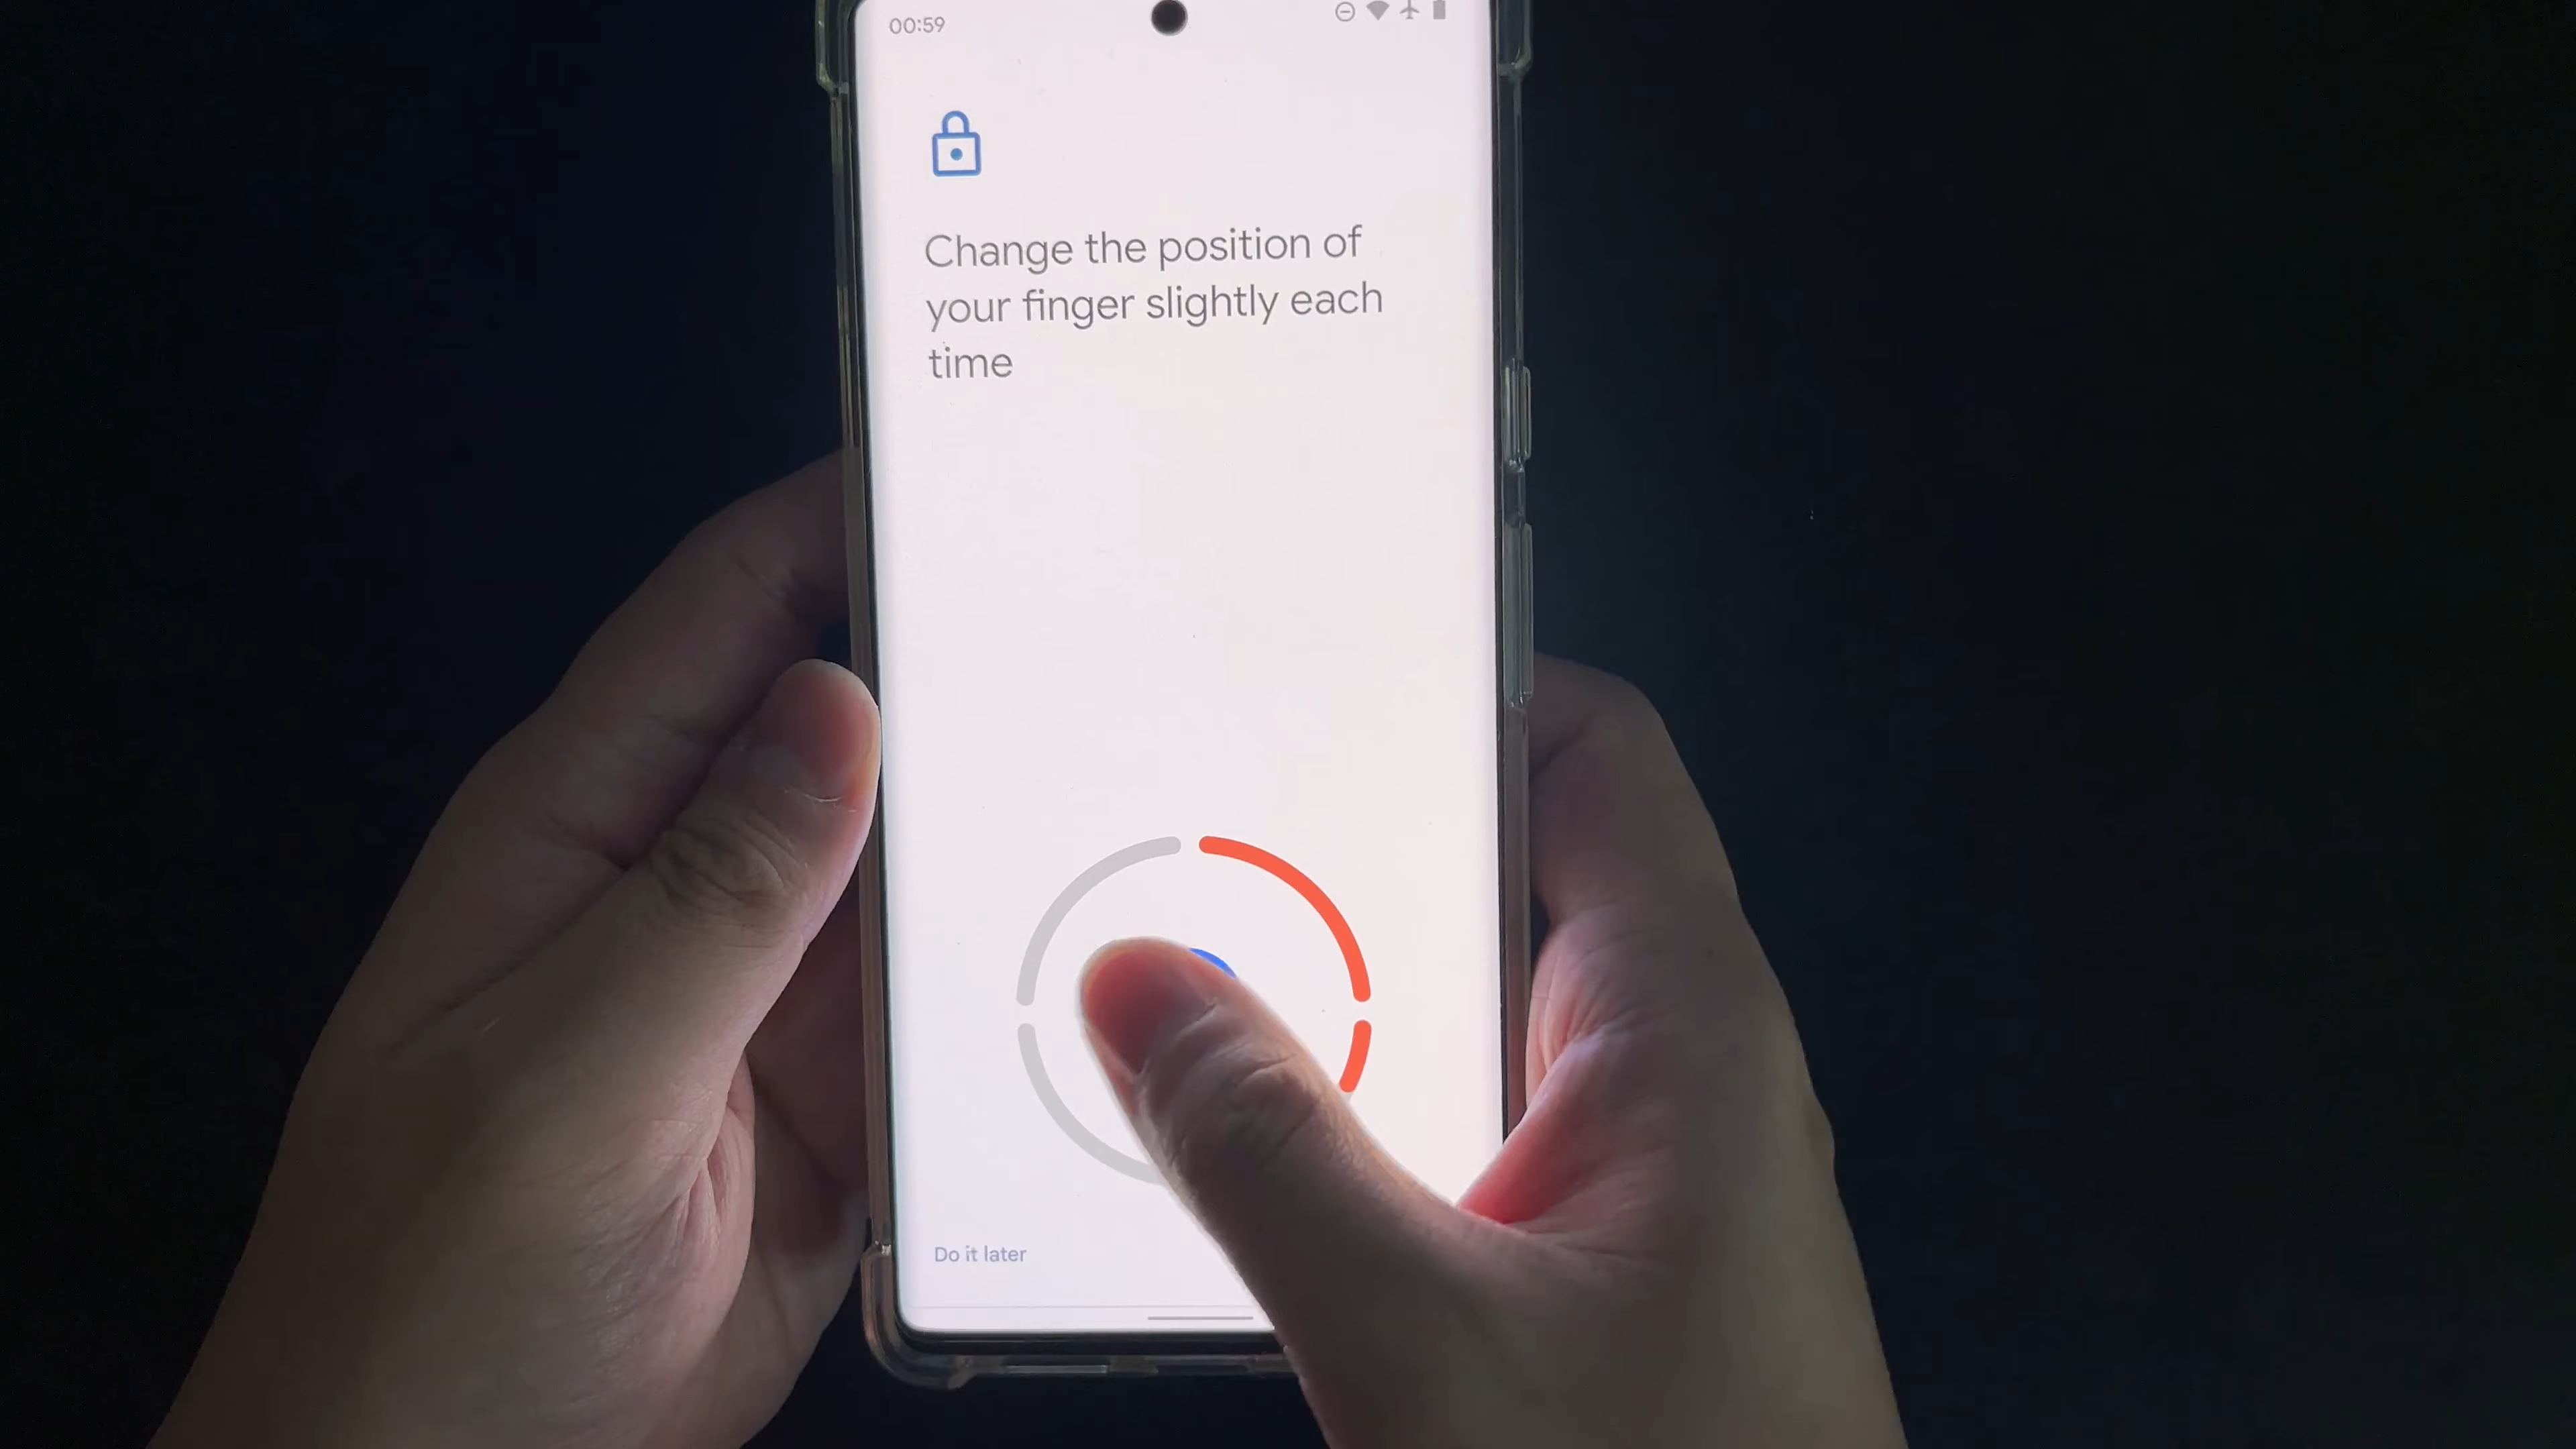 00:59
Change the position of
your finger slightly each
time
Do it later